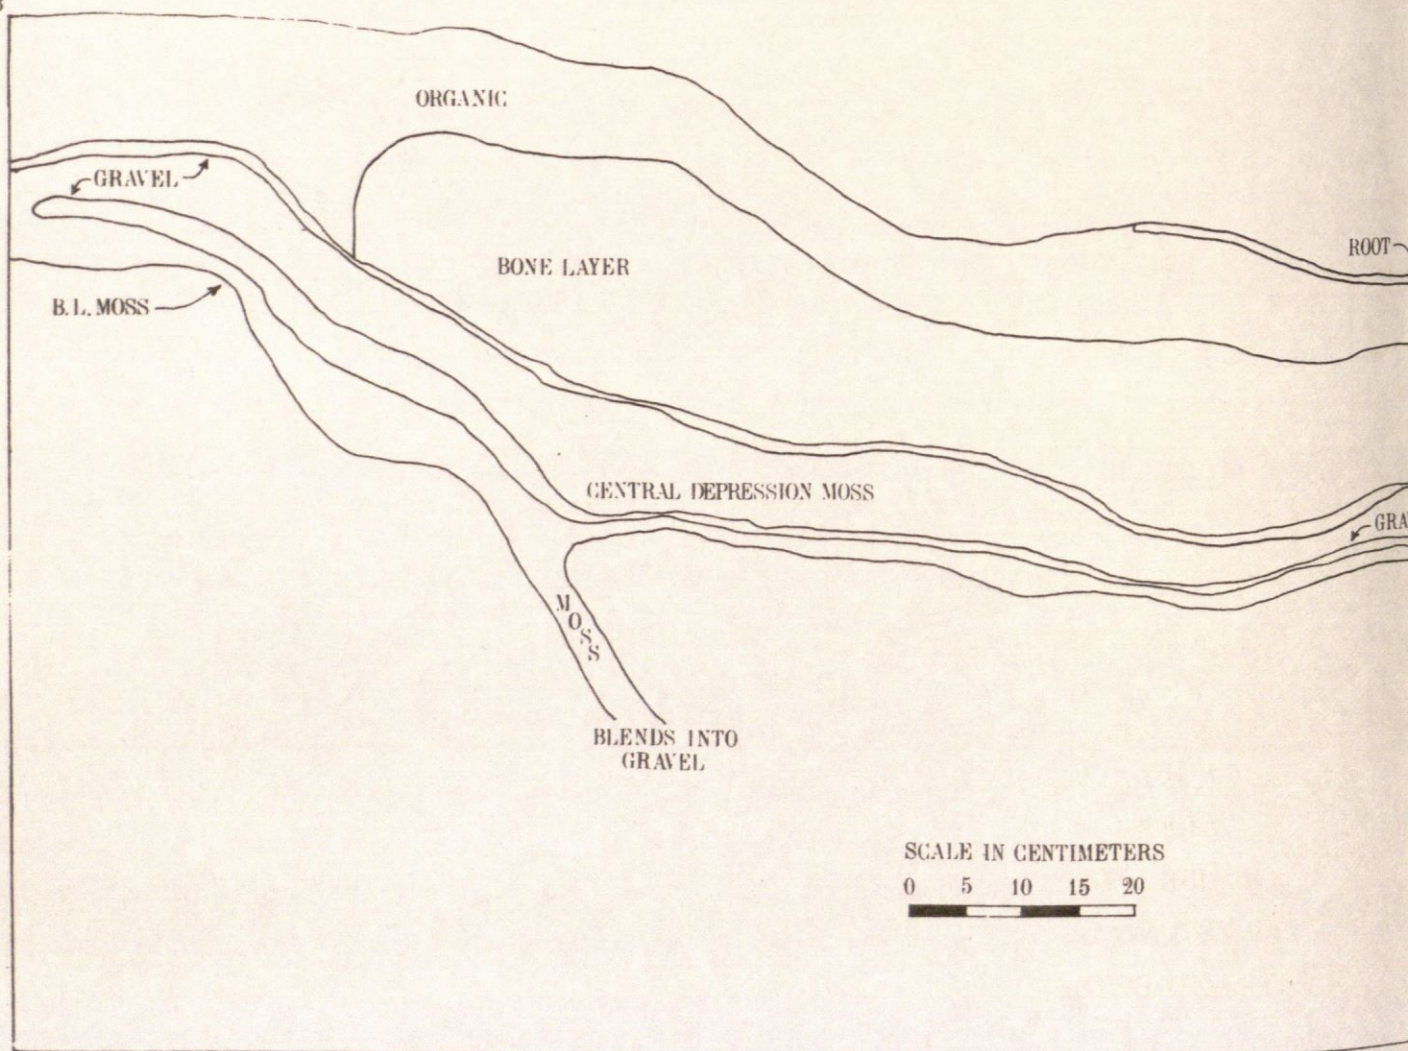 ORGANIC
GRAVEL
ROOT
BONE LAYER
B.L. MOSS
CENTRAL DEPRESSION MOSS
GRA
MOSS
BLENDS INTO
GRAVEL
SCALE IN CENTIMETERS
0 5 10 15 20